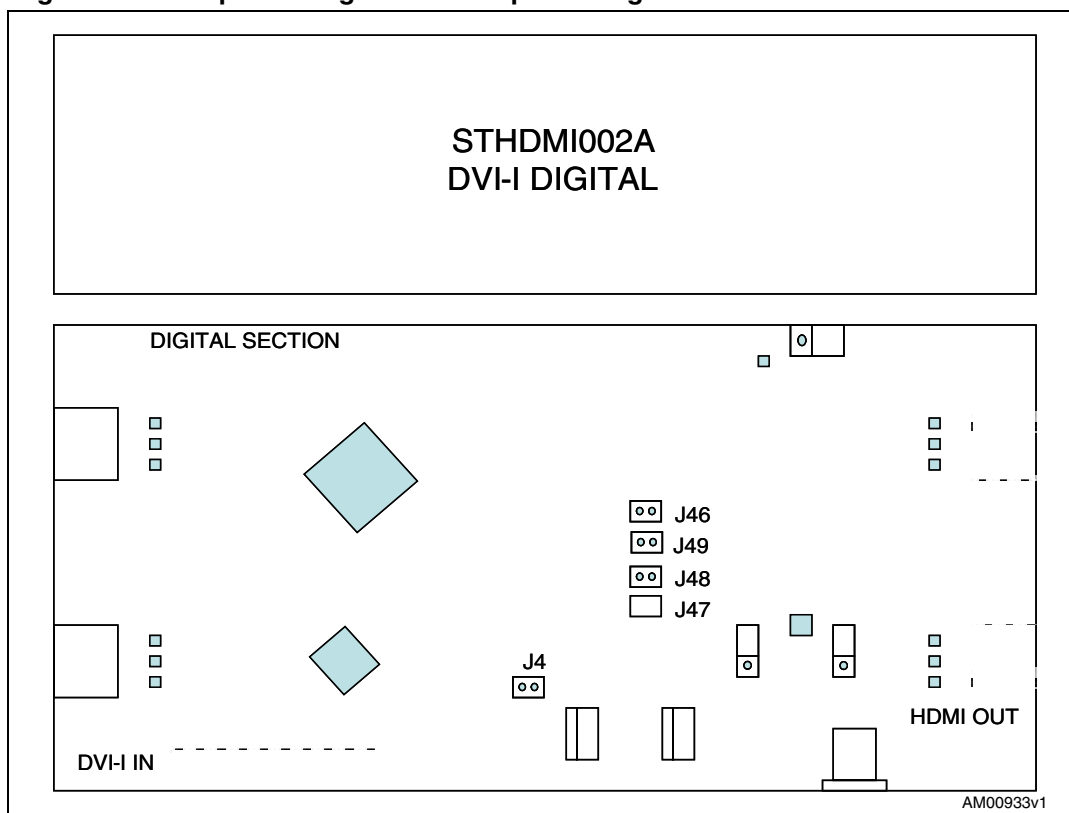 STHDMI002A
DVI-I DIGITAL
DIGITAL SECTION
J46
J49
J48
J47
J4
HDMI OUT
DVI-I IN
AM00933v1